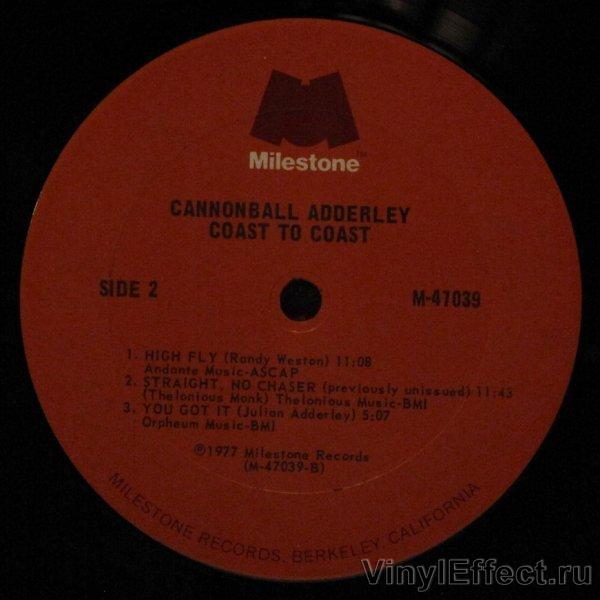 Milestone
TM
CANNONBALL ADDERLEY
COAST TO COAST
SIDE 2
M-47039
1. HIGH FLY (Randy Weston) 11:08
Andante Music-ASCAP
2. STRAIGHT, NO CHASER (previously unissued) 11:43
(Thelonious Monk) Thelonious Music-BMI
3. YOU GOT IT (Julian Adderley) 5:07
Orpheum Music-BMI
℗1977 Milestone Records
(M-47039-B)
MILESTONE RECORDS, BERKELEY, CALIFORNIA
VinylEffect.ru